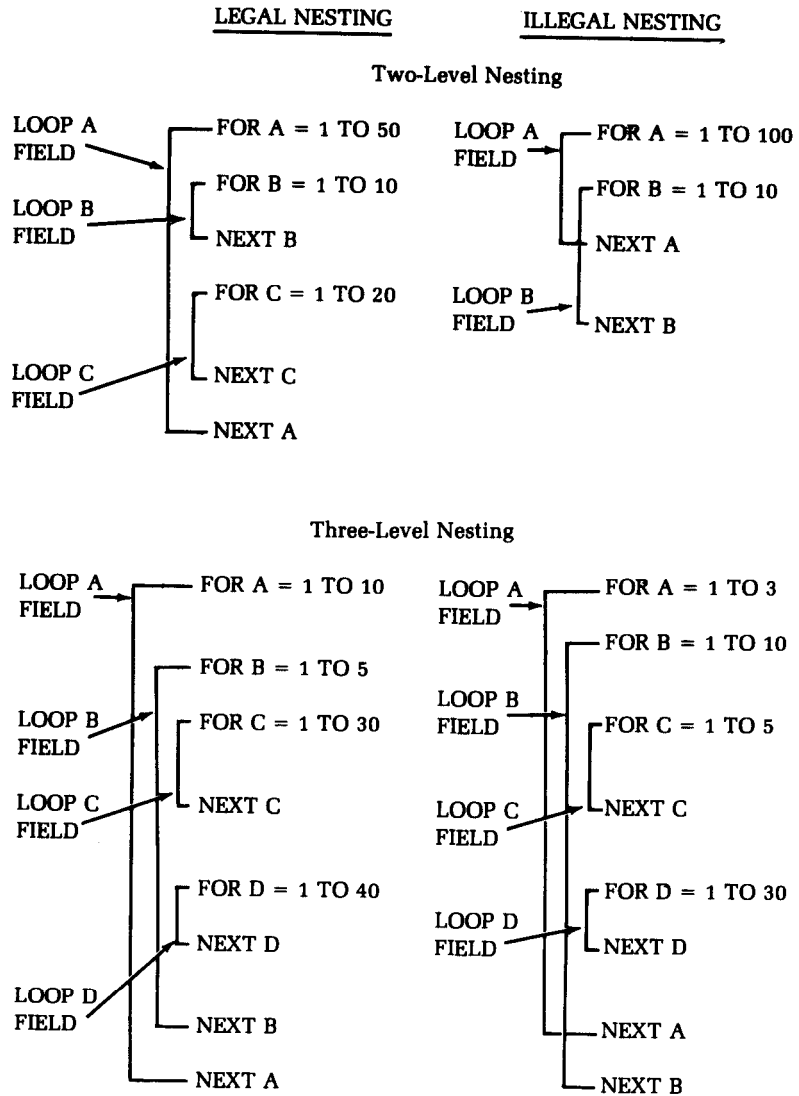 LEGAL NESTING
ILLEGAL NESTING
Two-Level Nesting
LOOP A
FIELD
FOR A = 1 TO 50
FOR B = 1 TO 10
LOOP B
FIELD
NEXT B
FOR C = 1 TO 20
LOOP C
FIELD
NEXT C
NEXT A
LOOP A
FIELD
FOR A = 1 TO 100
FOR B = 1 TO 10
NEXT A
LOOP B
FIELD
NEXT B
Three-Level Nesting
LOOP A
FIELD
FOR A = 1 TO 10
FOR B = 1 TO 5
LOOP B
FIELD
FOR C = 1 TO 30
LOOP C
FIELD
NEXT C
FOR D = 1 TO 40
NEXT D
LOOP D
FIELD
NEXT B
NEXT A
LOOP A
FIELD
FOR A = 1 TO 3
FOR B = 1 TO 10
LOOP B
FIELD
FOR C = 1 TO 5
LOOP C
FIELD
NEXT C
FOR D = 1 TO 30
LOOP D
FIELD
NEXT D
NEXT A
NEXT B